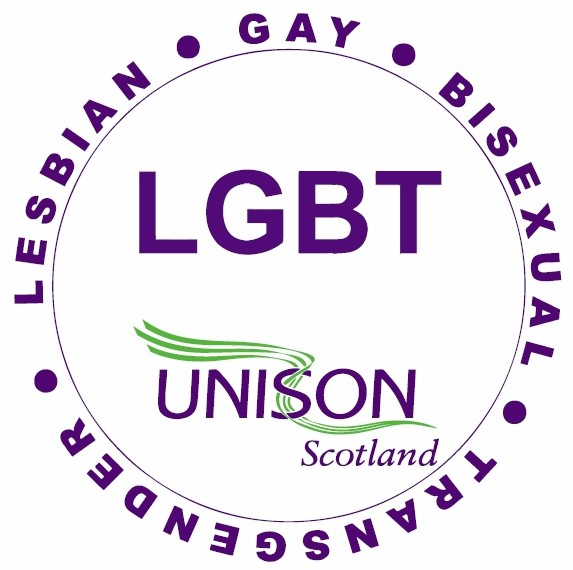 LESBIAN • GAY • BISEXUAL • TRANSGENDER •
LGBT
UNISON
Scotland